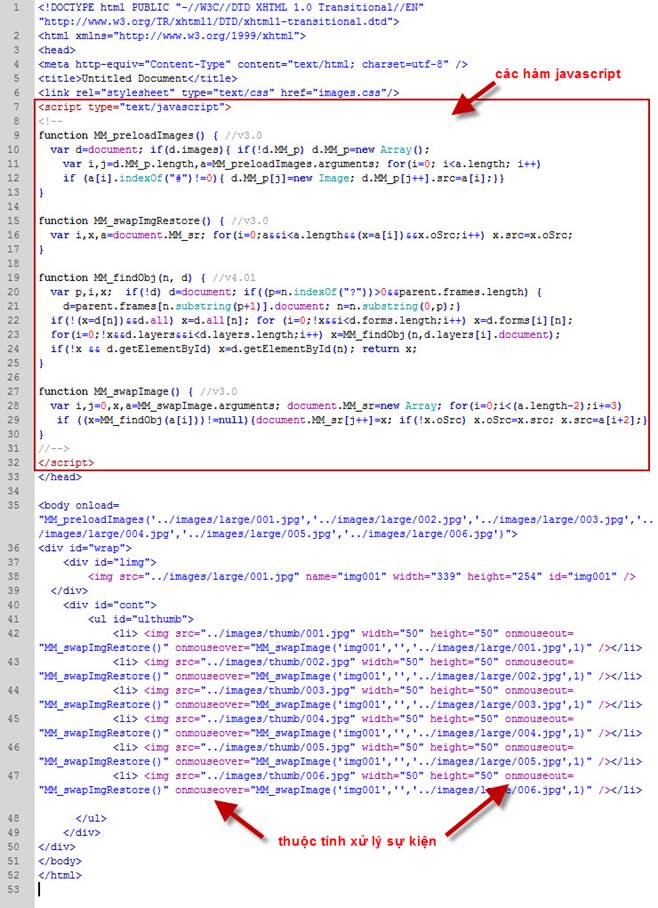 1 <!DOCTYPE html PUBLIC "-//W3C//DTD XHTML 1.0 Transitional//EN"
"http://www.w3.org/TR/xhtml1/DTD/xhtml1-transitional.dtd">
2 <html xmlns="http://www.w3.org/1999/xhtml">
3 <head>
4 <meta http-equiv="Content-Type" content="text/html; charset=utf-8" />
5 <title>Untitled Document</title>
6 <link rel="stylesheet" type="text/css" href="images.css"/>
các hàm javascript
7 <script type="text/javascript">
8 <!--
9 function MM_preloadImages() { //v3.0
10 var d=document; if(d.images){ if(!d.MM_p) d.MM_p=new Array();
11 var i,j=d.MM_p.length,a=MM_preloadImages.arguments; for(i=0; i<a.length; i++)
12 if (a[i].indexOf("#")!=0){ d.MM_p[j]=new Image; d.MM_p[j++].src=a[i];}}
13 }
14
15 function MM_swapImgRestore() { //v3.0
16 var i,x,a=document.MM_sr; for(i=0;a&&i<a.length&&(x=a[i])&&x.oSrc;i++) x.src=x.oSrc;
17 }
18
19 function MM_findObj(n, d) { //v4.01
20 var p,i,x; if(!d) d=document; if((p=n.indexOf("?"))>0&&parent.frames.length) {
21 d=parent.frames[n.substring(p+1)].document; n=n.substring(0,p);}
22 if(!(x=d[n])&&d.all) x=d.all[n]; for (i=0;!x&&i<d.forms.length;i++) x=d.forms[i][n];
23 for(i=0;!x&&d.layers&&i<d.layers.length;i++) x=MM_findObj(n,d.layers[i].document);
24 if(!x && d.getElementById) x=d.getElementById(n); return x;
25 }
26
27 function MM_swapImage() { //v3.0
28 var i,j=0,x,a=MM_swapImage.arguments; document.MM_sr=new Array; for(i=0;i<(a.length-2);i+=3)
29 if ((x=MM_findObj(a[i]))!=null){document.MM_sr[j++]=x; if(!x.oSrc) x.oSrc=x.src; x.src=a[i+2];}
30 }
31 //-->
32 </script>
33 </head>
34
35 <body onload=
"MM_preloadImages('../images/large/001.jpg','../images/large/002.jpg','../images/large/003.jpg','..
/images/large/004.jpg','../images/large/005.jpg','../images/large/006.jpg')">
36 <div id="wrap">
37 <div id="limg">
38 <img src="../images/large/001.jpg" name="img001" width="339" height="254" id="img001" />
39 </div>
40 <div id="cont">
41 <ul id="ulthumb">
42 <li> <img src="../images/thumb/001.jpg" width="50" height="50" onmouseout=
"MM_swapImgRestore()" onmouseover="MM_swapImage('img001','','../images/large/001.jpg',1)" /></li>
43 <li> <img src="../images/thumb/002.jpg" width="50" height="50" onmouseout=
"MM_swapImgRestore()" onmouseover="MM_swapImage('img001','','../images/large/002.jpg',1)" /></li>
44 <li> <img src="../images/thumb/003.jpg" width="50" height="50" onmouseout=
"MM_swapImgRestore()" onmouseover="MM_swapImage('img001','','../images/large/003.jpg',1)" /></li>
45 <li> <img src="../images/thumb/004.jpg" width="50" height="50" onmouseout=
"MM_swapImgRestore()" onmouseover="MM_swapImage('img001','','../images/large/004.jpg',1)" /></li>
46 <li> <img src="../images/thumb/005.jpg" width="50" height="50" onmouseout=
"MM_swapImgRestore()" onmouseover="MM_swapImage('img001','','../images/large/005.jpg',1)" /></li>
47 <li> <img src="../images/thumb/006.jpg" width="50" height="50" onmouseout=
"MM_swapImgRestore()" onmouseover="MM_swapImage('img001','','../images/large/006.jpg',1)" /></li>
48 </ul>
49 </div>
thuộc tính xử lý sự kiện
50 </div>
51 </body>
52 </html>
53